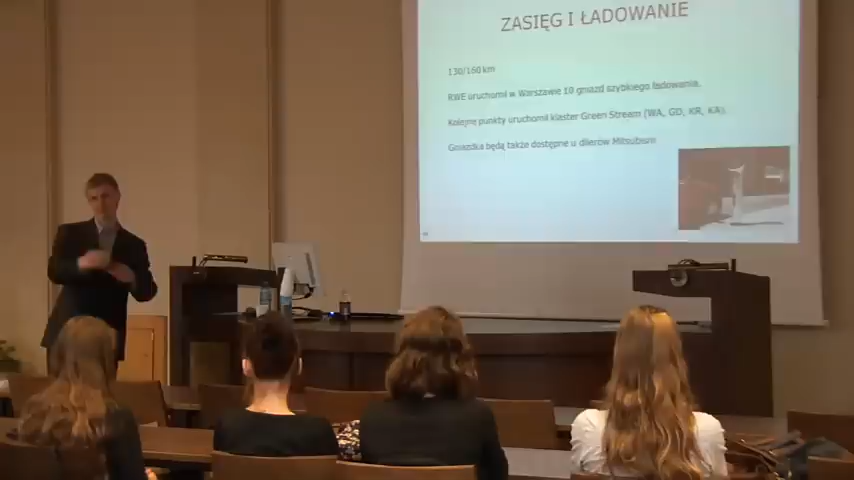 ZASIĘG I ŁADOWANIE
130/160 km
RWE uruchomił w Warszawie 10 gniazd szybkiego ładowania.
Kolejne punkty uruchomi klaster Green Stream (WA, GD, KR, KA).
Gniazdka będą także dostępne u dilerów Mitsubishi